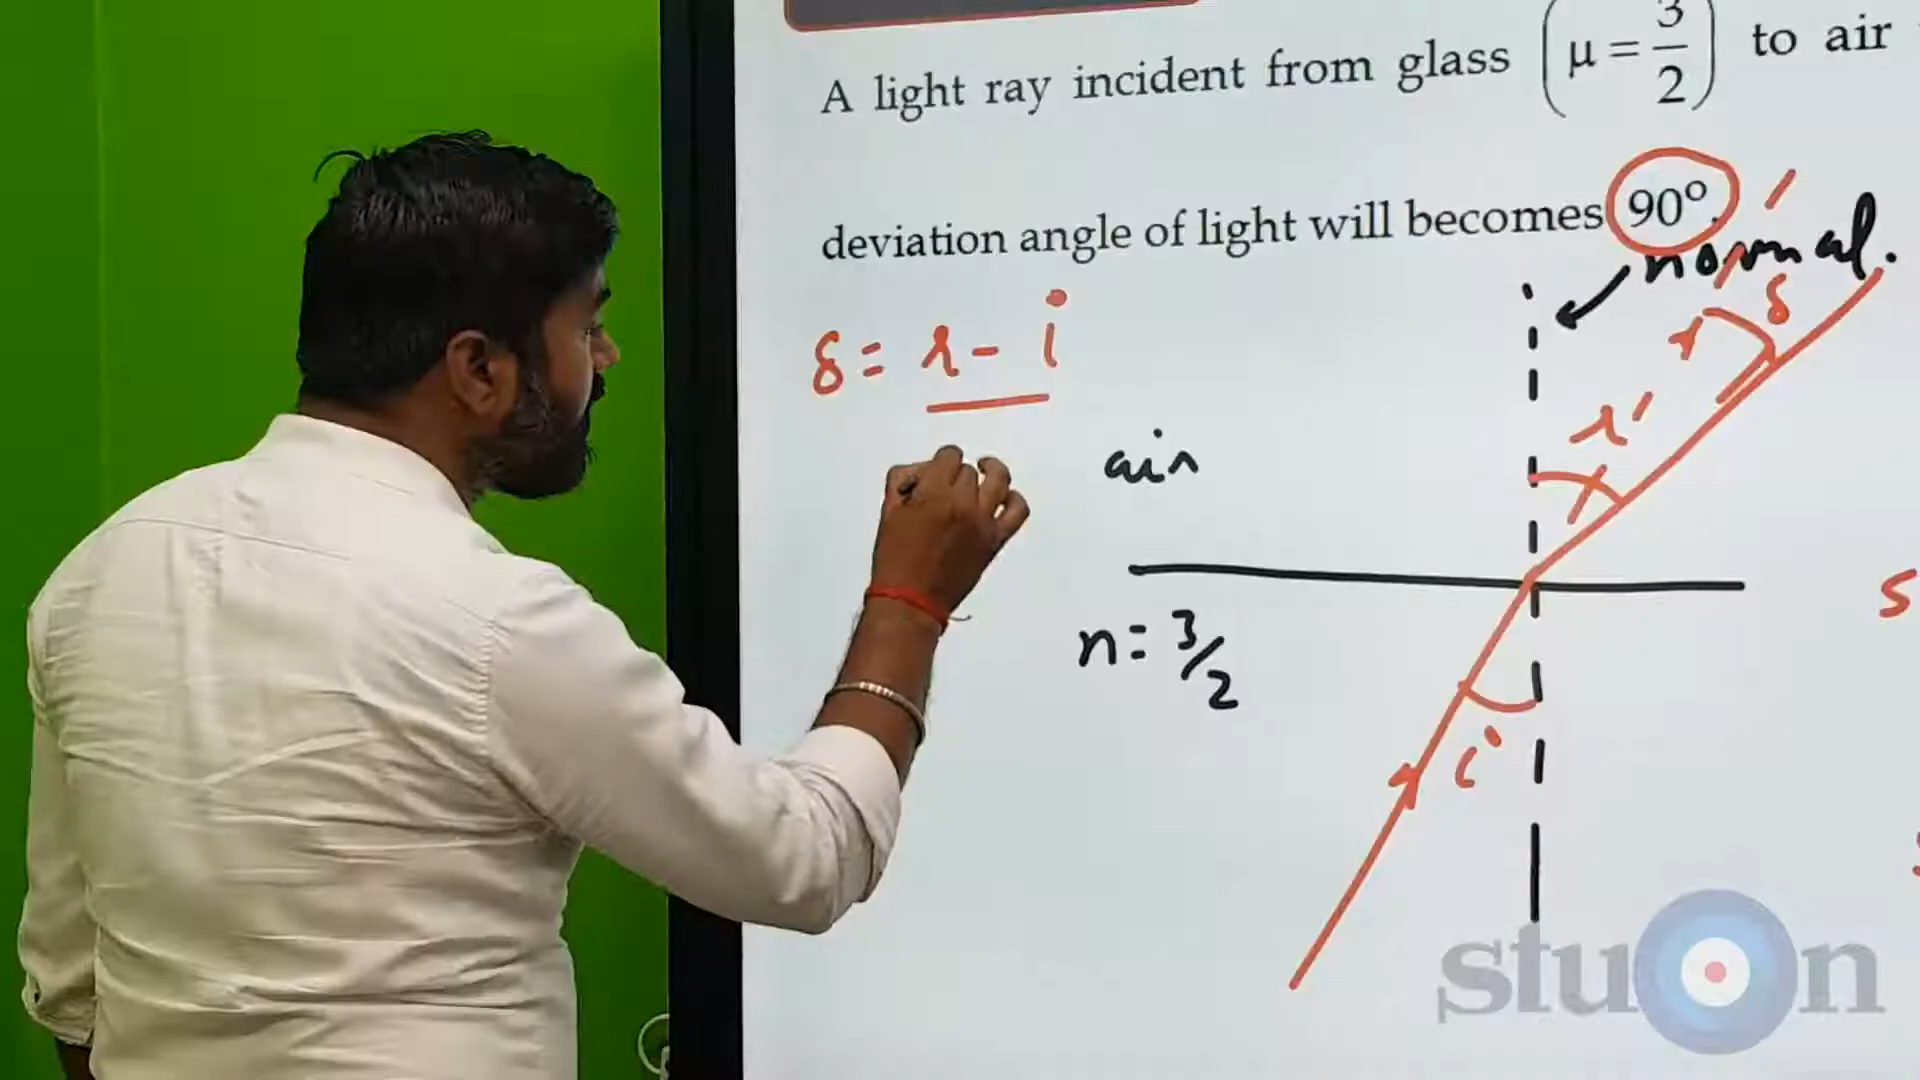 A light ray incident from glass (μ = 3/2) to air
deviation angle of light will becomes 90°.
normal.
δ = r - i
δ
r
air
n = 3/2
i
s
stuon